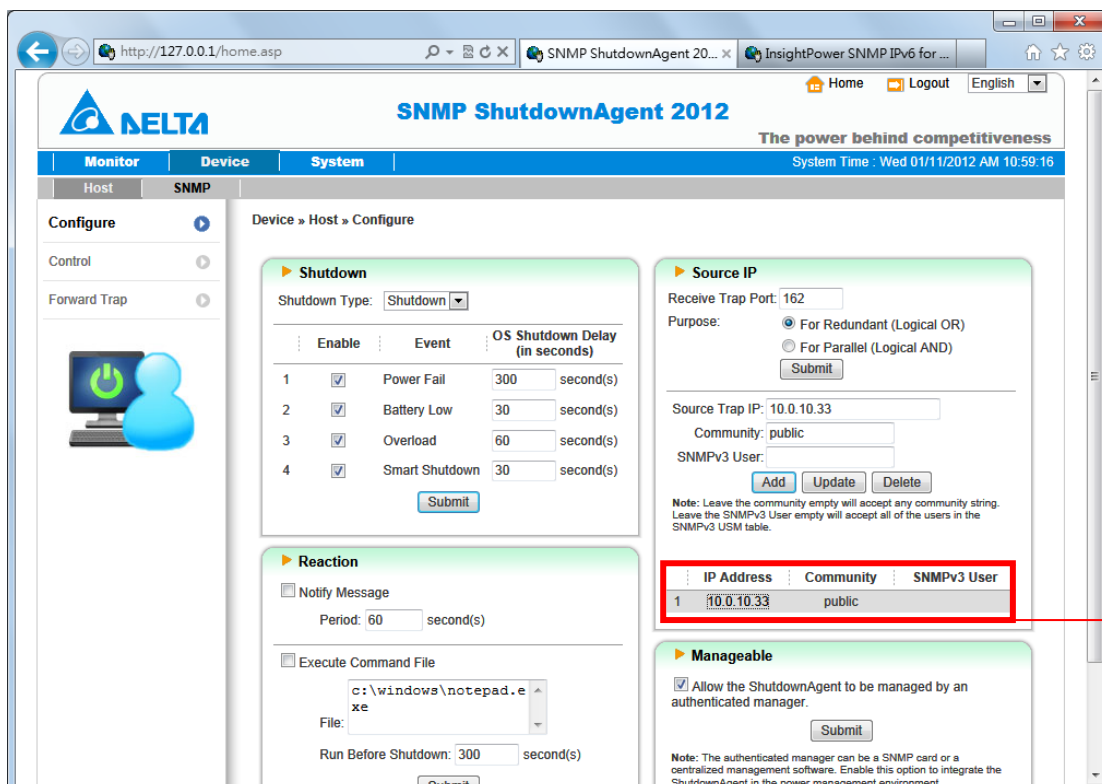 http://127.0.0.1/home.asp
SNMP ShutdownAgent 20...
InsightPower SNMP IPv6 for ...
Home Logout English
DELTA
SNMP ShutdownAgent 2012
The power behind competitiveness
Monitor Device System
System Time : Wed 01/11/2012 AM 10:59:16
Host SNMP
Configure
Control
Forward Trap
Device » Host » Configure
Shutdown
Shutdown Type: Shutdown
Enable Event OS Shutdown Delay (in seconds)
1 Power Fail 300 second(s)
2 Battery Low 30 second(s)
3 Overload 60 second(s)
4 Smart Shutdown 30 second(s)
Submit
Reaction
Notify Message
Period: 60 second(s)
Execute Command File
c:\windows\notepad.e
xe
File:
Run Before Shutdown: 300 second(s)
Source IP
Receive Trap Port: 162
Purpose:
For Redundant (Logical OR)
For Parallel (Logical AND)
Submit
Source Trap IP: 10.0.10.33
Community: public
SNMPv3 User:
Add Update Delete
Note: Leave the community empty will accept any community string.
Leave the SNMPv3 User empty will accept all of the users in the
SNMPv3 USM table.
IP Address Community SNMPv3 User
1 10.0.10.33 public
Manageable
Allow the ShutdownAgent to be managed by an
authenticated manager.
Submit
Note: The authenticated manager can be a SNMP card or a
centralized management software. Enable this option to integrate the
ShutdownAgent in the power management environment.